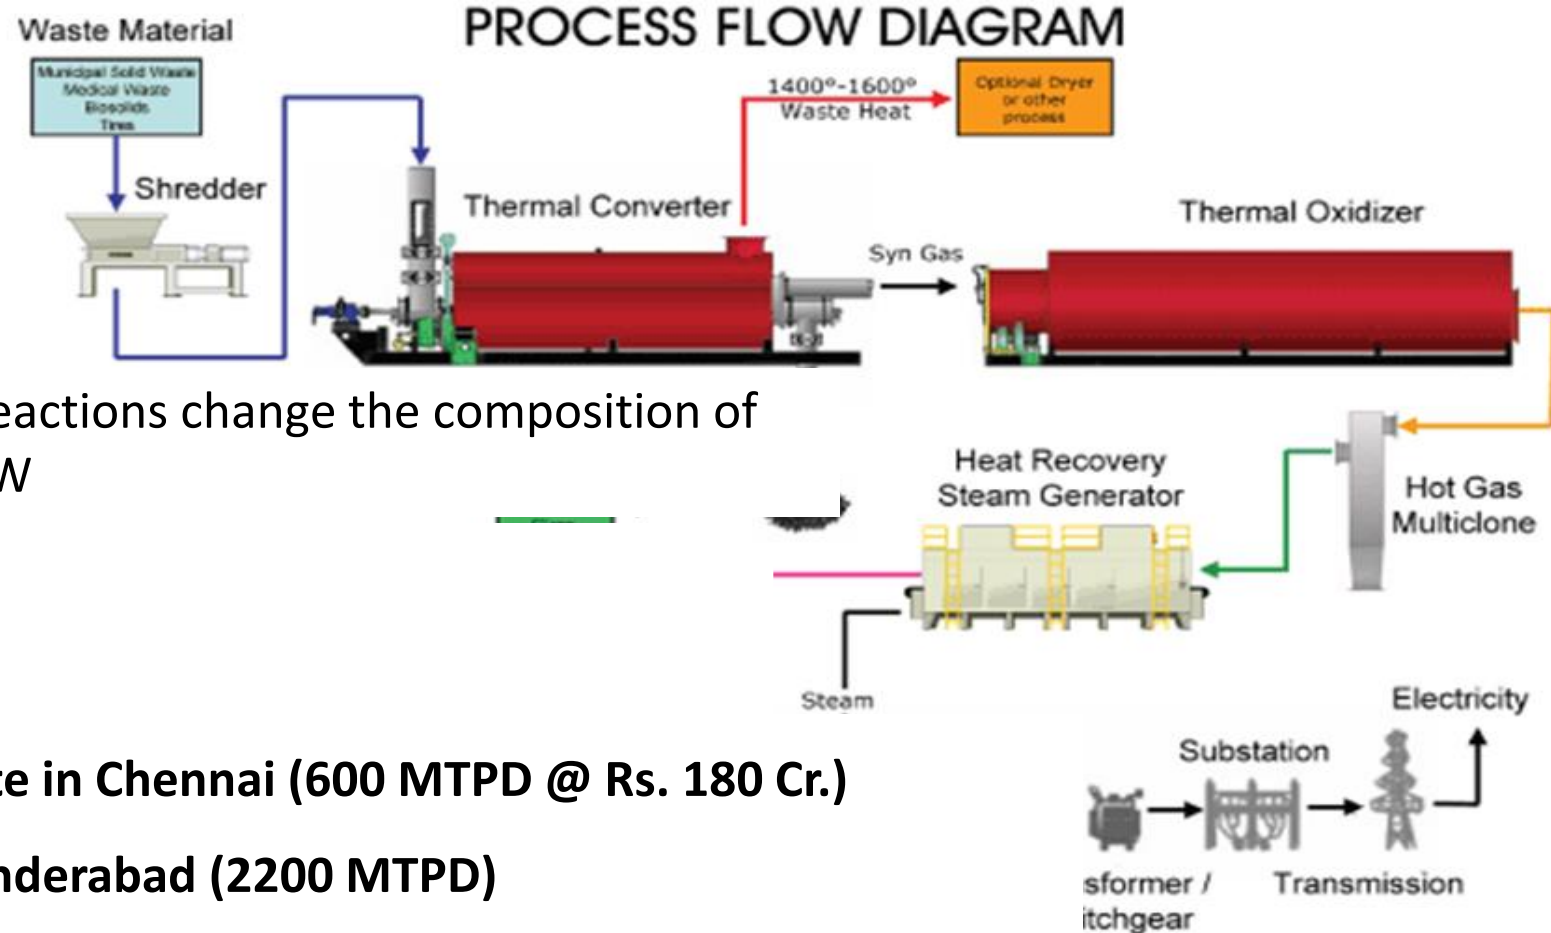 PROCESS FLOW DIAGRAM
Waste Material
Municipal Solid Waste
Medical Waste
Biosolids
Tires
1400°-1600°
Waste Heat
Optional Dryer
or other
process
Shredder
Thermal Converter
Thermal Oxidizer
Syn Gas
eactions change the composition of
W
Heat Recovery
Steam Generator
Hot Gas
Multiclone
Steam
Electricity
Substation
te in Chennai (600 MTPD @ Rs. 180 Cr.)
nderabad (2200 MTPD)
sformer /
itchgear
Transmission